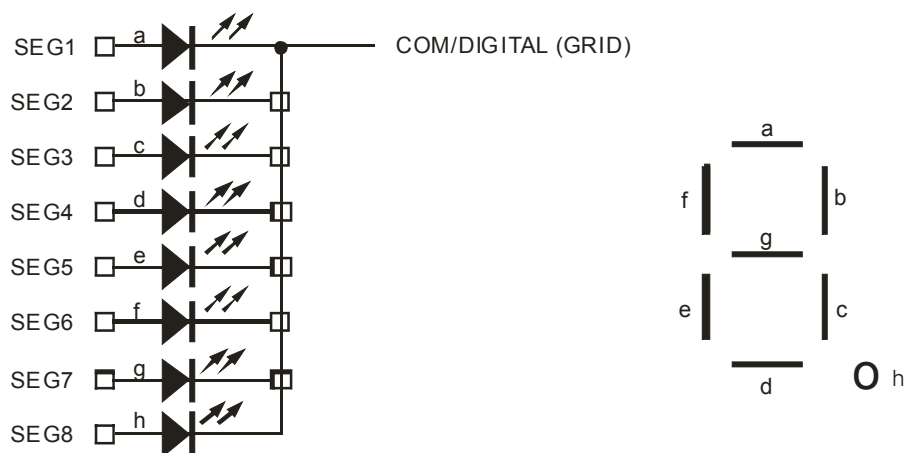 SEG1 a COM/DIGITAL (GRID)
SEG2 b
SEG3 c
SEG4 d
SEG5 e
SEG6 f
SEG7 g
SEG8 h
a
f b
g
e c
d h